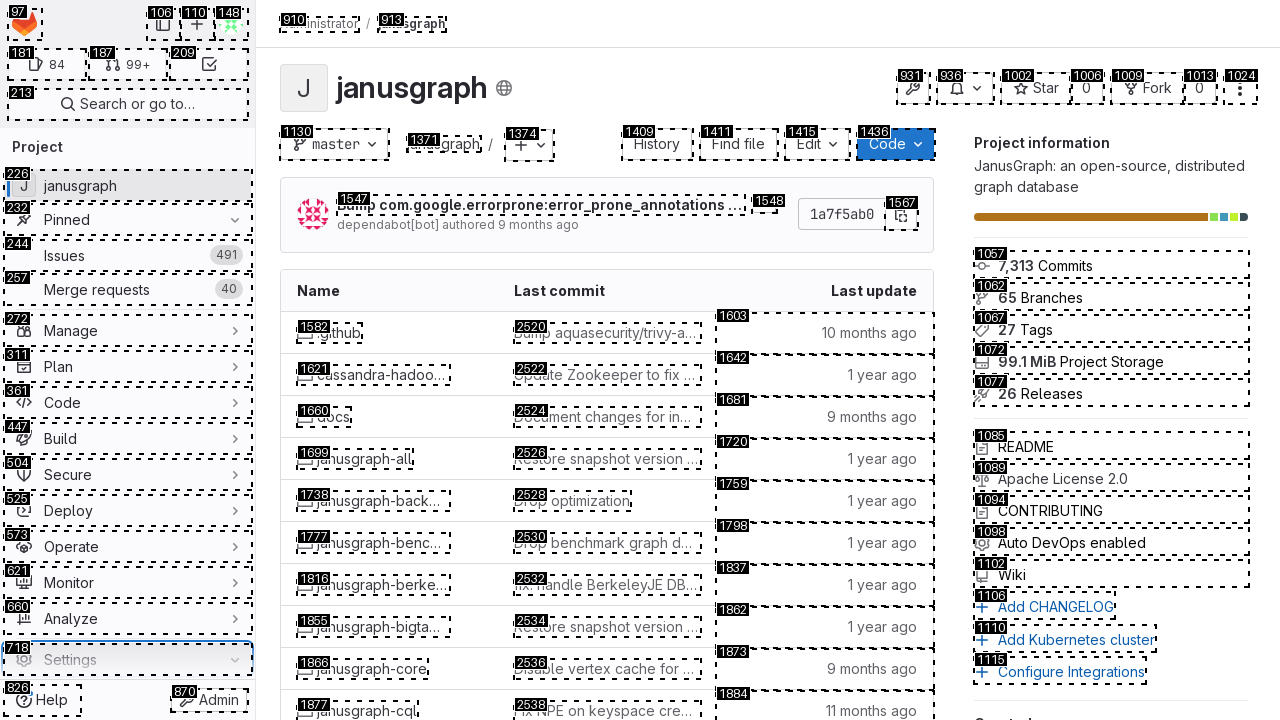 97
106
110
148
181
84
187
99+
209
213
Search or go to…
Project
226
J
janusgraph
232
Pinned
244
Issues
491
257
Merge requests
40
272
Manage
311
Plan
361
Code
447
Build
504
Secure
525
Deploy
573
Operate
621
Monitor
660
Analyze
718
Settings
826
Help
870
Admin
910
administrator
/
913
janusgraph
J
janusgraph
931
936
1002
Star
1006
0
1009
Fork
1013
0
1024
1130
master
1371
janusgraph
/
1374
1409
History
1411
Find file
1415
Edit
1436
Code
1547
Bump com.google.errorprone:error_prone_annotations …
1548
dependabot[bot] authored 9 months ago
1a7f5ab0
1567
Name
Last commit
Last update
1582
.github
2520
Bump aquasecurity/trivy-a…
1603
10 months ago
1621
cassandra-hadoo…
2522
Update Zookeeper to fix …
1642
1 year ago
1660
docs
2524
Document changes for in…
1681
9 months ago
1699
janusgraph-all
2526
Restore snapshot version …
1720
1 year ago
1738
janusgraph-back…
2528
Drop optimization
1759
1 year ago
1777
janusgraph-benc…
2530
Drop benchmark graph d…
1798
1 year ago
1816
janusgraph-berke…
2532
fix: handle BerkeleyJE DB…
1837
1 year ago
1855
janusgraph-bigta…
2534
Restore snapshot version …
1862
1 year ago
1866
janusgraph-core
2536
Disable vertex cache for …
1873
9 months ago
1877
janusgraph-cql
2538
Fix NPE on keyspace cre…
1884
11 months ago
Project information
JanusGraph: an open-source, distributed
graph database
1057
7,313 Commits
1062
65 Branches
1067
27 Tags
1072
99.1 MiB Project Storage
1077
26 Releases
1085
README
1089
Apache License 2.0
1094
CONTRIBUTING
1098
Auto DevOps enabled
1102
Wiki
1106
Add CHANGELOG
1110
Add Kubernetes cluster
1115
Configure Integrations